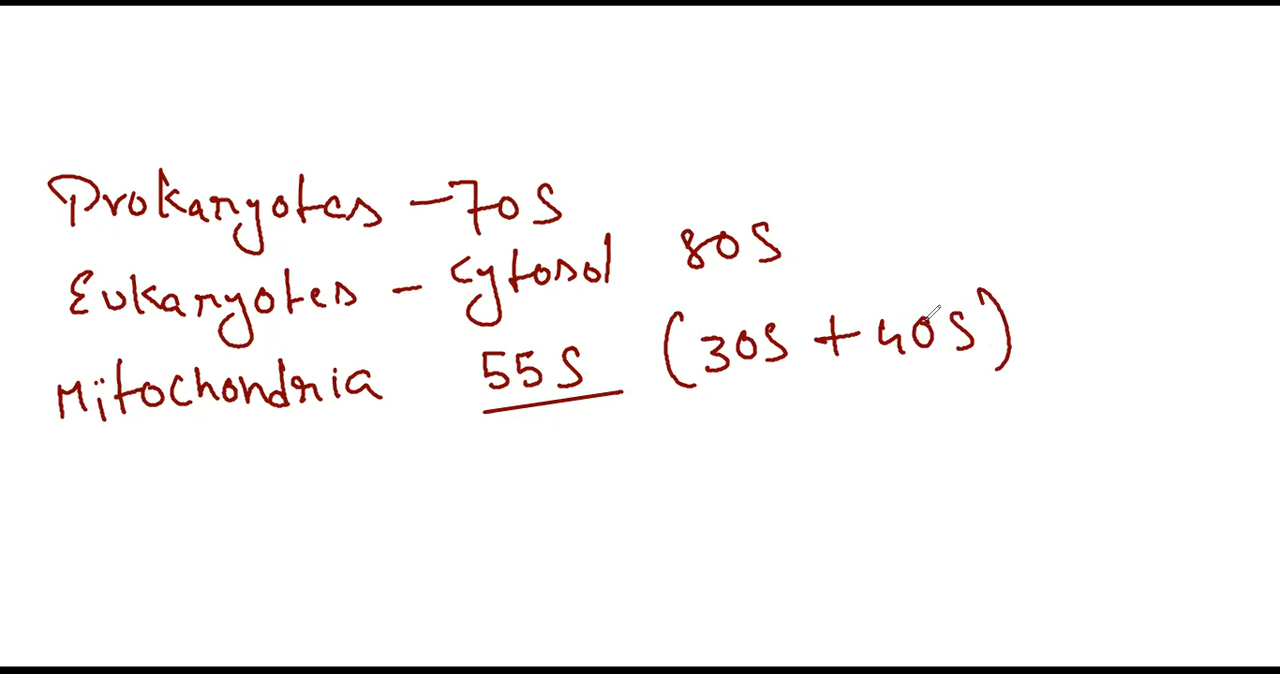 Prokaryotes - 70S
Eukaryotes - Cytosol 80S
Mitochondria 55S (30S + 40S)